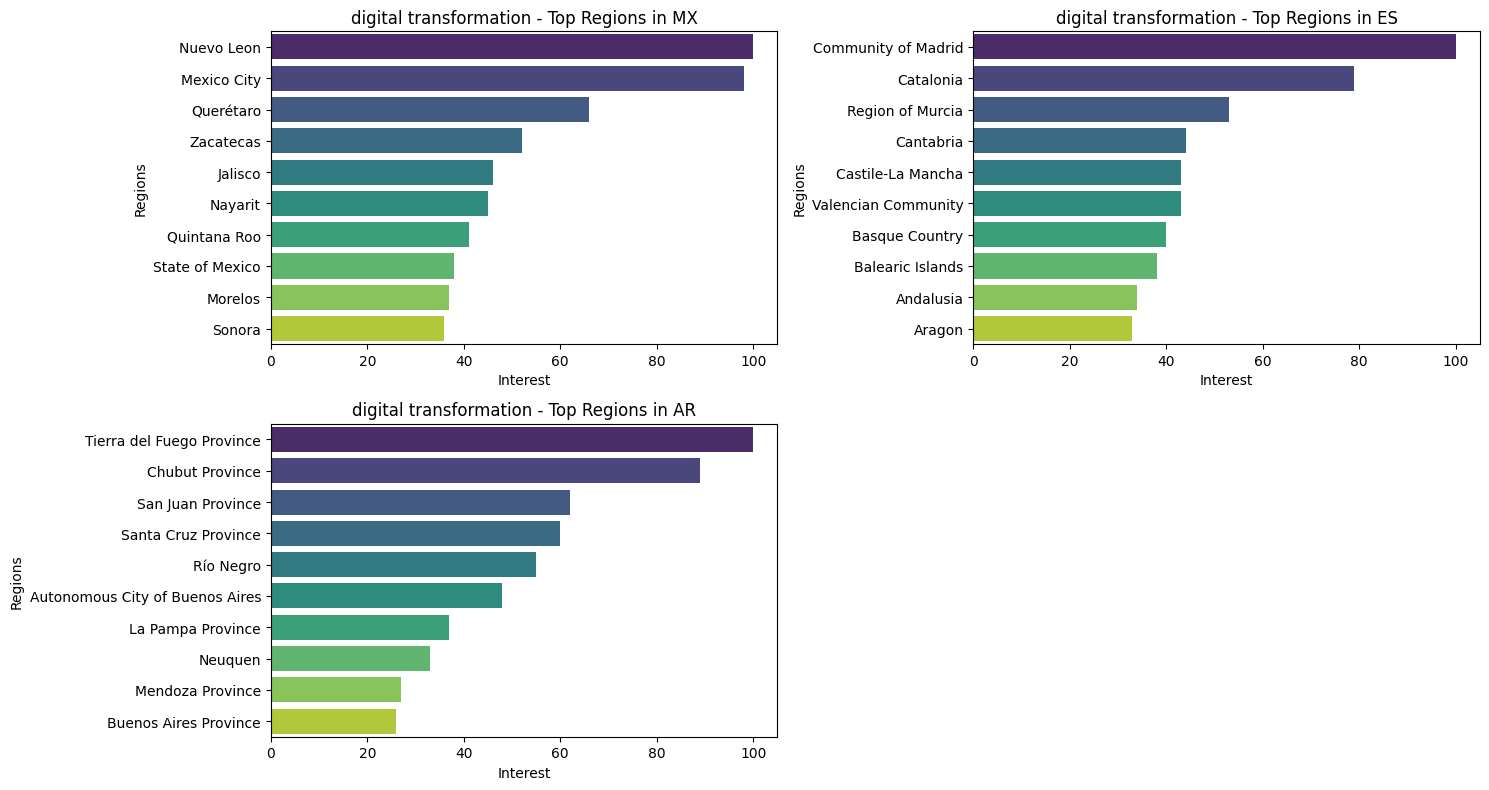 digital transformation - Top Regions in MX
Regions
Nuevo Leon
Mexico City
Querétaro
Zacatecas
Jalisco
Nayarit
Quintana Roo
State of Mexico
Morelos
Sonora
0 20 40 60 80 100
Interest
digital transformation - Top Regions in ES
Regions
Community of Madrid
Catalonia
Region of Murcia
Cantabria
Castile-La Mancha
Valencian Community
Basque Country
Balearic Islands
Andalusia
Aragon
0 20 40 60 80 100
Interest
digital transformation - Top Regions in AR
Regions
Tierra del Fuego Province
Chubut Province
San Juan Province
Santa Cruz Province
Río Negro
Autonomous City of Buenos Aires
La Pampa Province
Neuquen
Mendoza Province
Buenos Aires Province
0 20 40 60 80 100
Interest